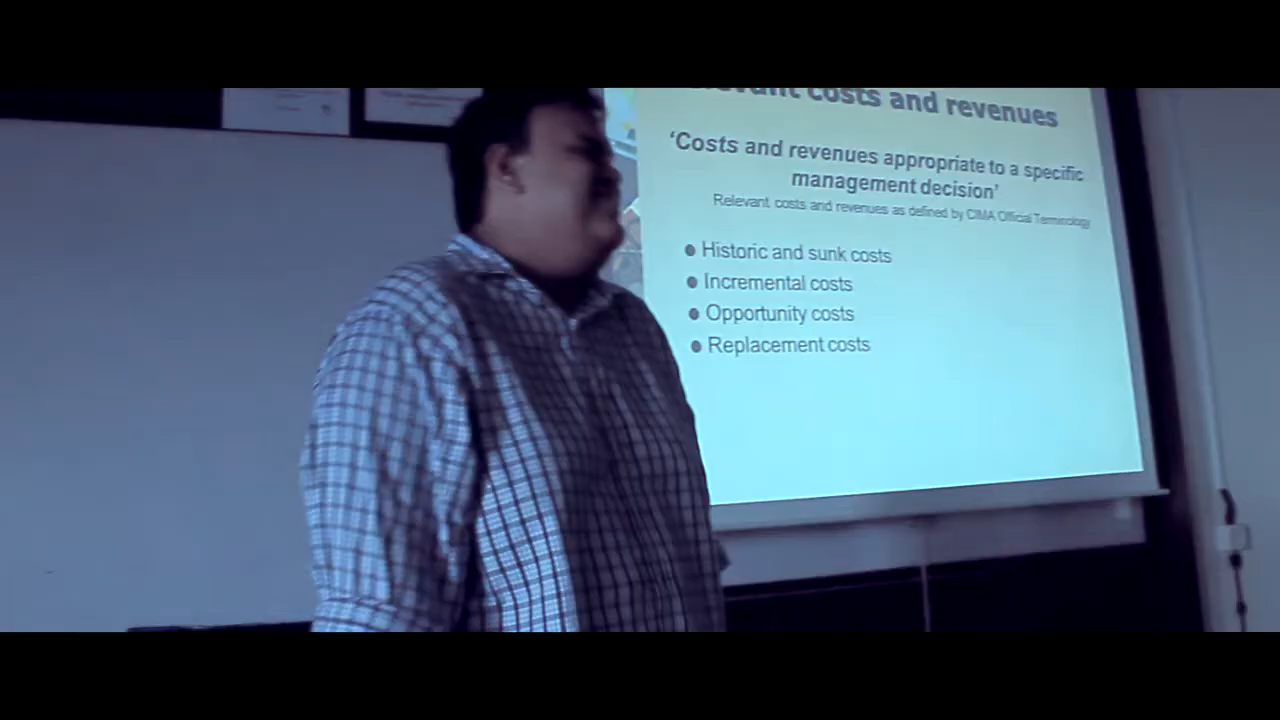 costs and revenues
‘Costs and revenues appropriate to a specific
management decision’
Relevant costs and revenues as defined by CIMA Official Terminology
Historic and sunk costs
Incremental costs
Opportunity costs
Replacement costs